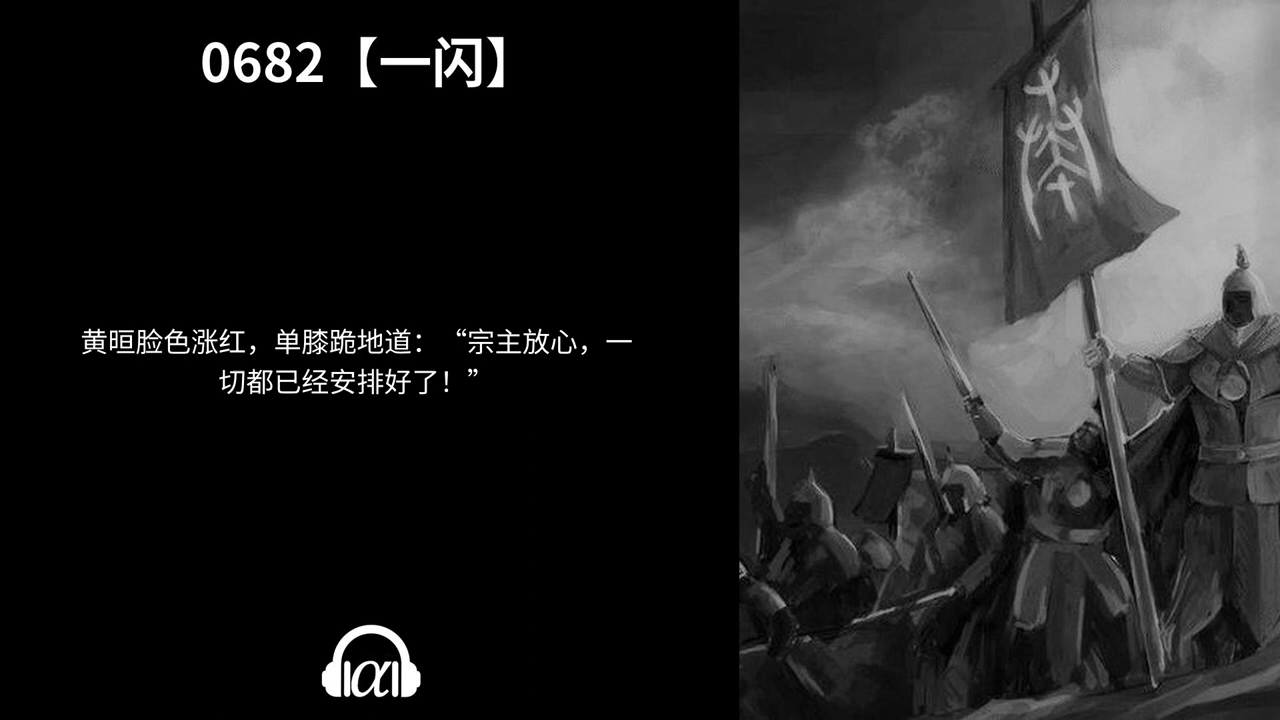 0682【一闪】
黄晅脸色涨红，单膝跪地道：“宗主放心，一
切都已经安排好了！”
α